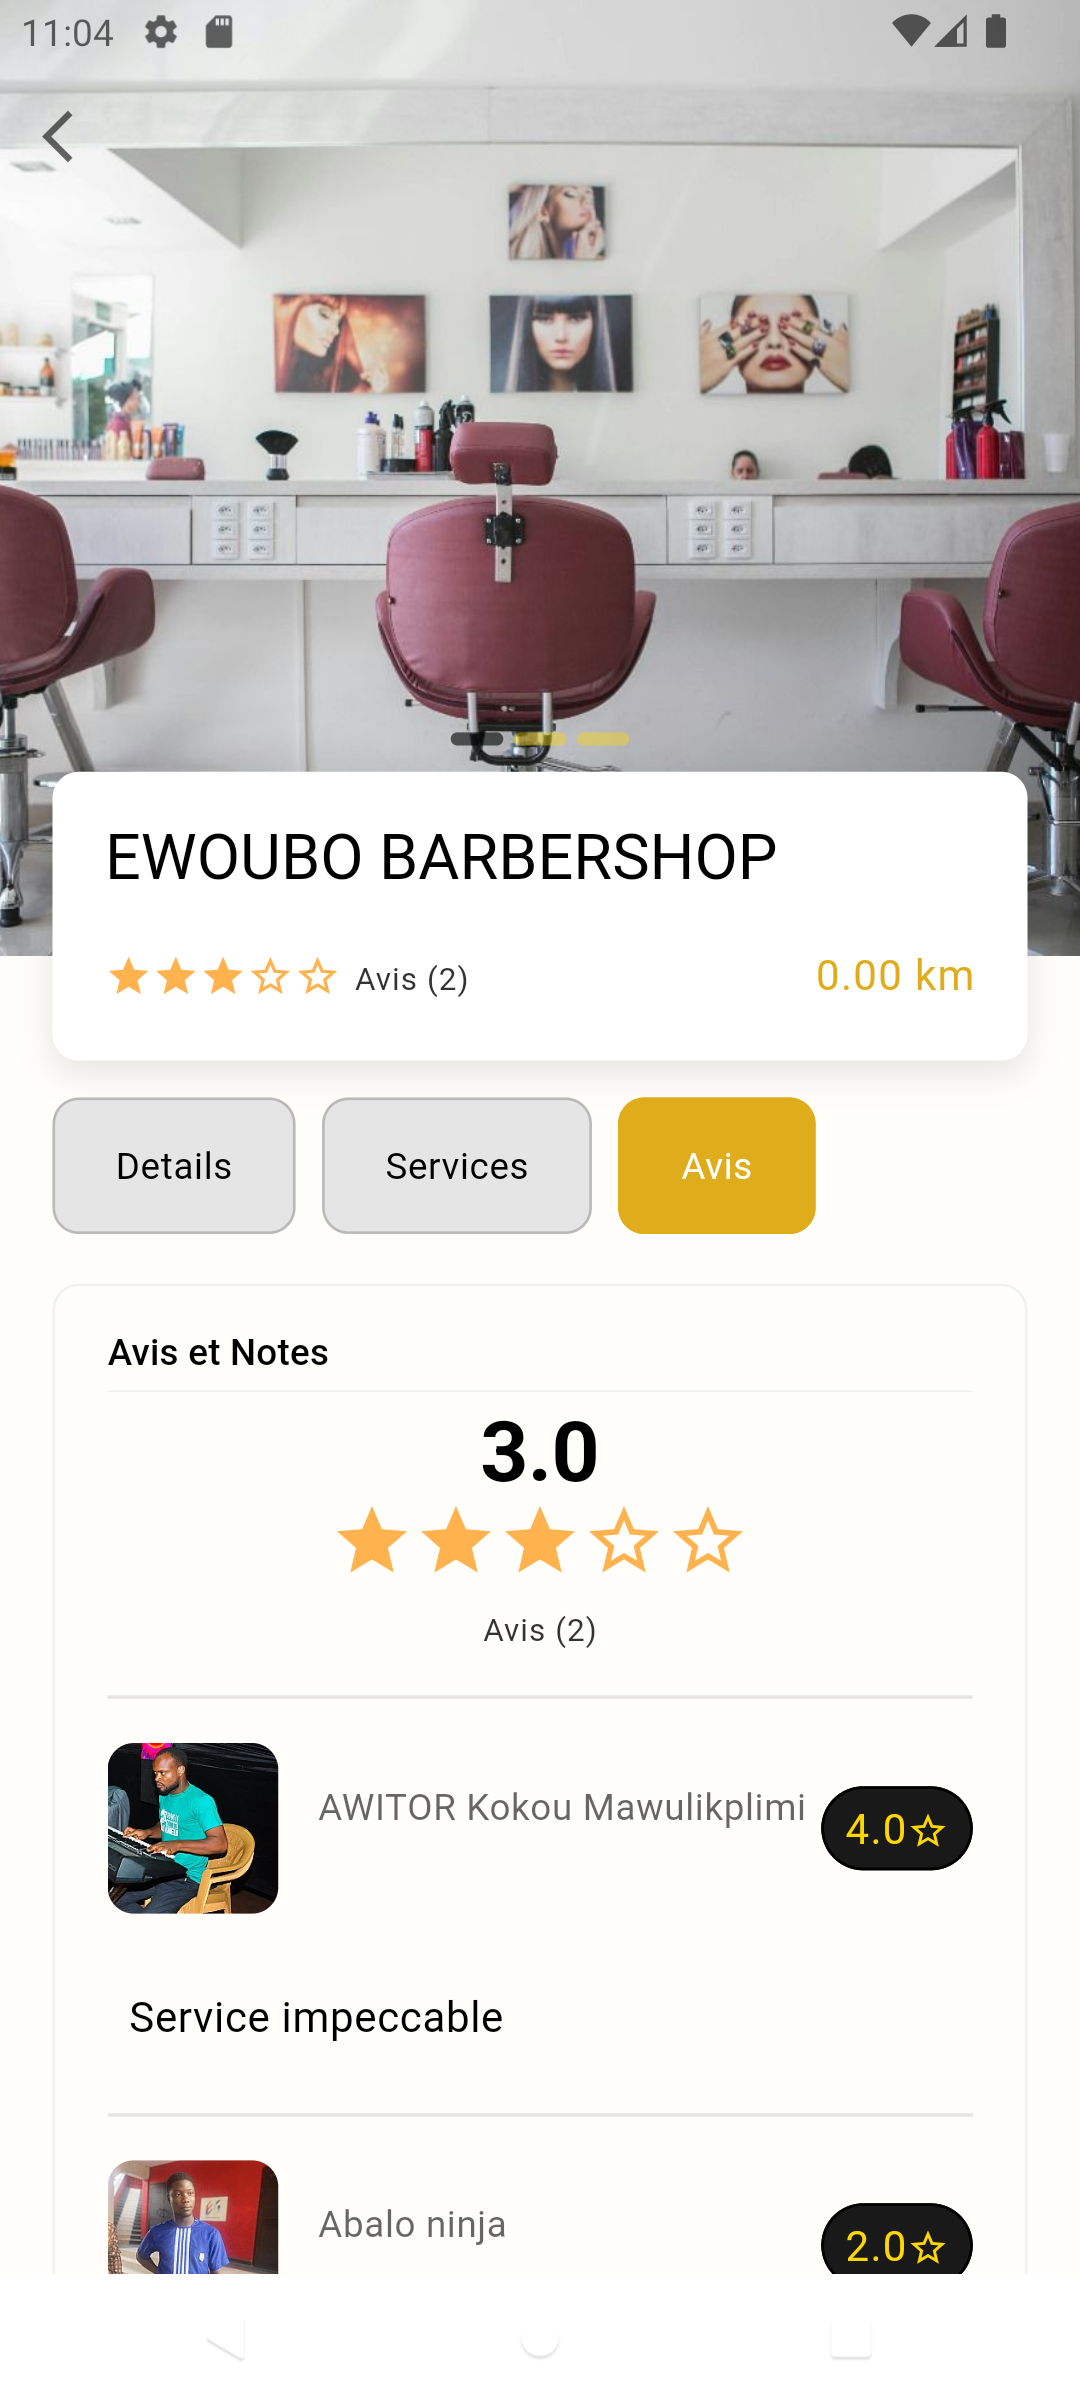 11:04
EWOUBO BARBERSHOP
Avis (2)
0.00 km
Details
Services
Avis
Avis et Notes
3.0
Avis (2)
AWITOR Kokou Mawulikplimi
4.0
Service impeccable
Abalo ninja
2.0